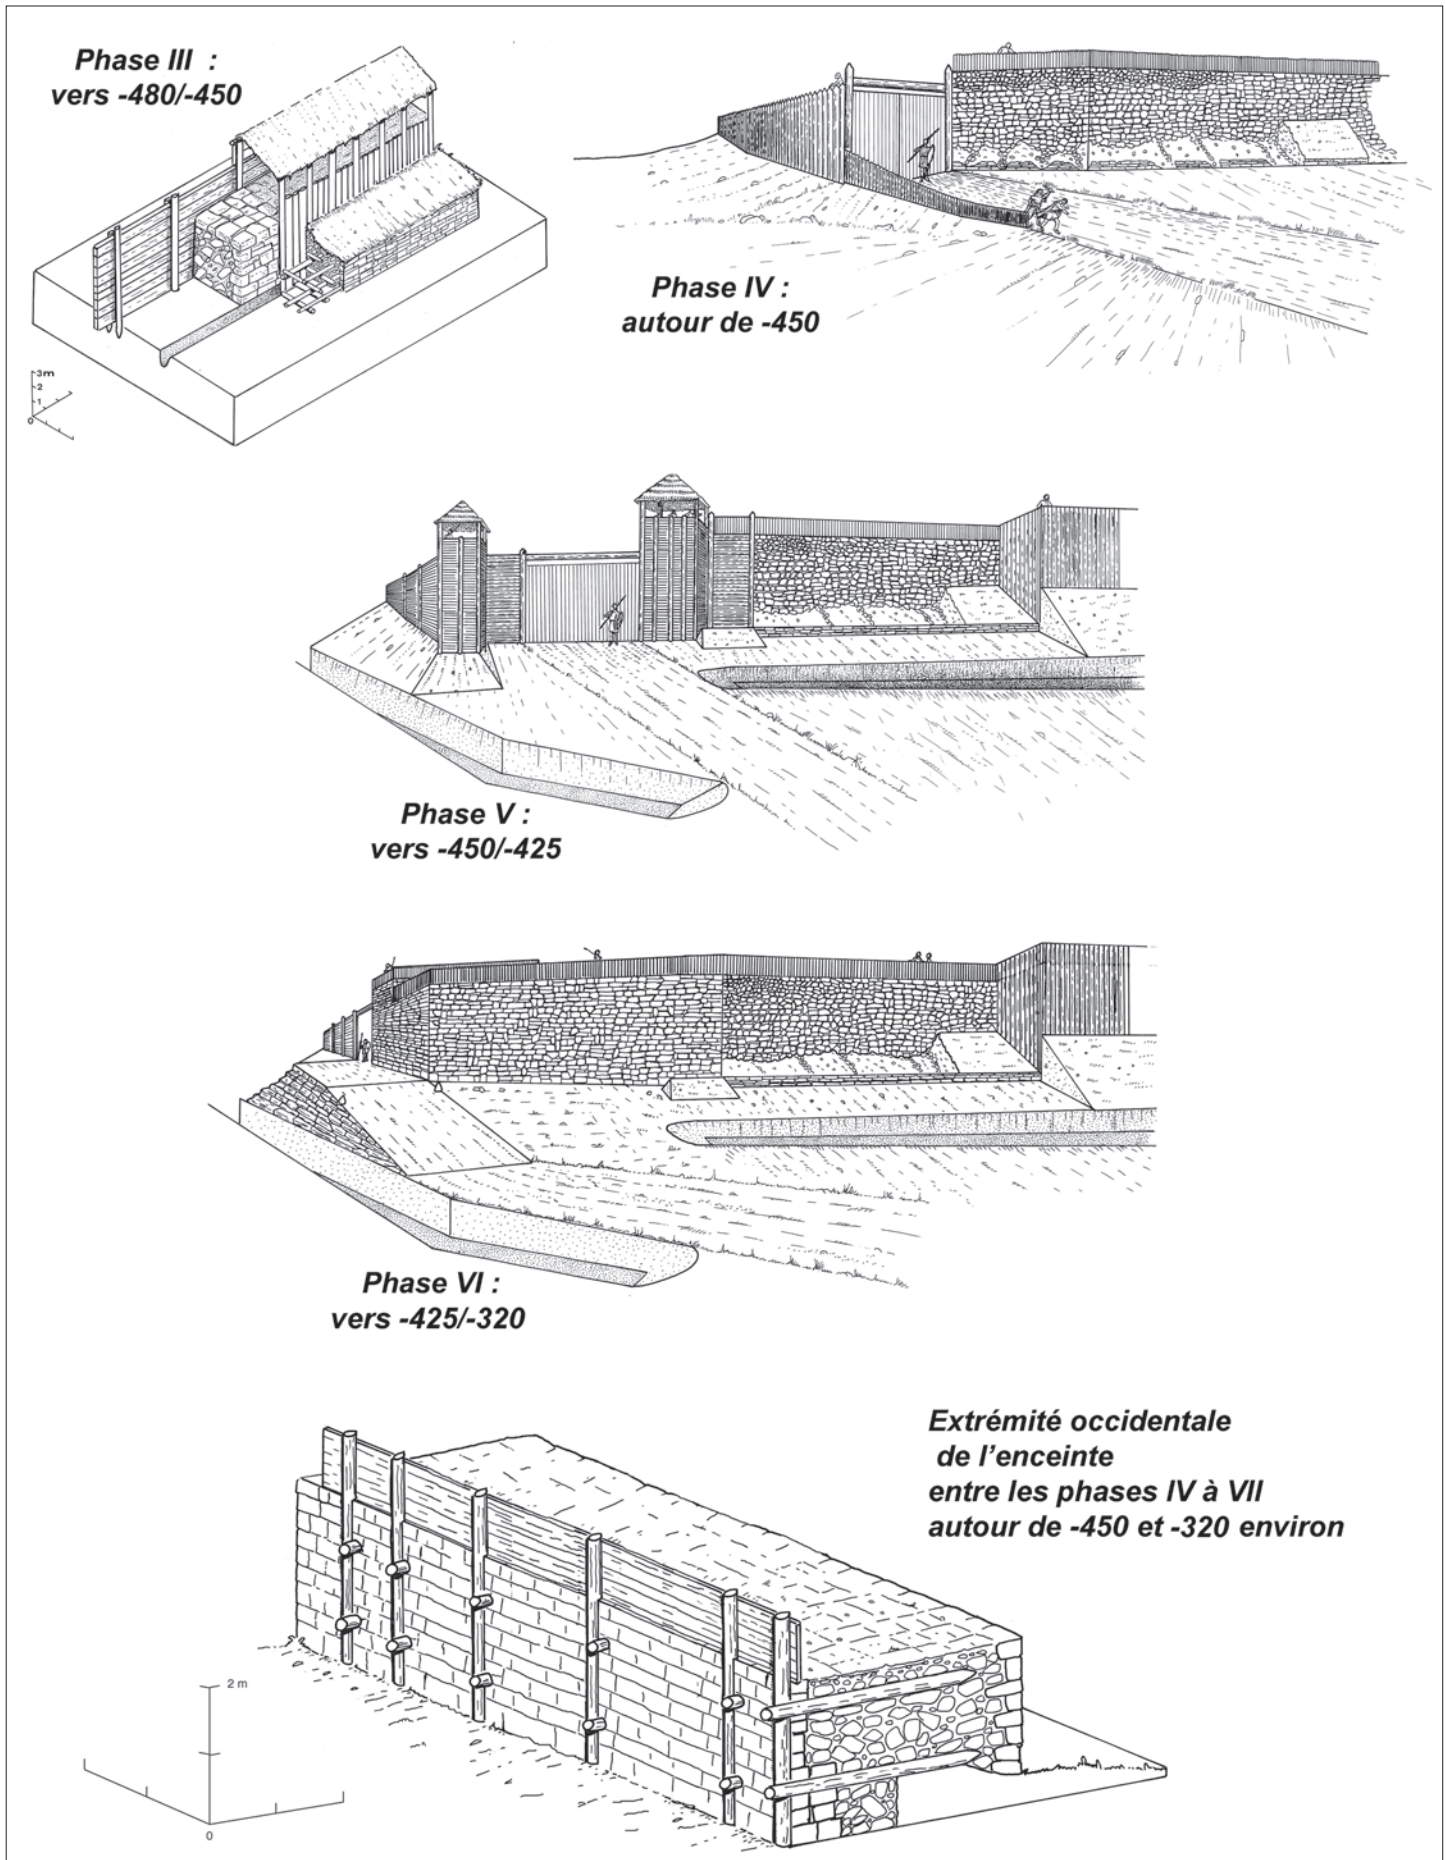 Phase III :
vers -480/-450
3m
2
1
0
Phase IV :
autour de -450
Phase V :
vers -450/-425
Phase VI :
vers -425/-320
Extrémité occidentale
de l'enceinte
entre les phases IV à VII
autour de -450 et -320 environ
2 m
0